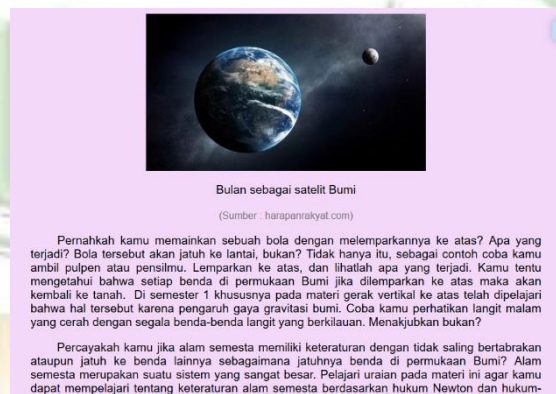 Bulan sebagai satelit Bumi
(Sumber : harapanrakyat.com)
Pernahkah kamu memainkan sebuah bola dengan melemparkannya ke atas? Apa yang
terjadi? Bola tersebut akan jatuh ke lantai, bukan? Tidak hanya itu, sebagai contoh coba kamu
ambil pulpen atau pensilmu. Lemparkan ke atas, dan lihatlah apa yang terjadi. Kamu tentu
mengetahui bahwa setiap benda di permukaan Bumi jika dilemparkan ke atas maka akan
kembali ke tanah. Di semester 1 khususnya pada materi gerak vertikal ke atas telah dipelajari
bahwa hal tersebut karena pengaruh gaya gravitasi bumi. Coba kamu perhatikan langit malam
yang cerah dengan segala benda-benda langit yang berkilauan. Menakjubkan bukan?
Percayakah kamu jika alam semesta memiliki keteraturan dengan tidak saling bertabrakan
ataupun jatuh ke benda lainnya sebagaimana jatuhnya benda di permukaan Bumi? Alam
semesta merupakan suatu sistem yang sangat besar. Pelajari uraian pada materi ini agar kamu
dapat mempelajari tentang keteraturan alam semesta berdasarkan hukum Newton dan hukum-